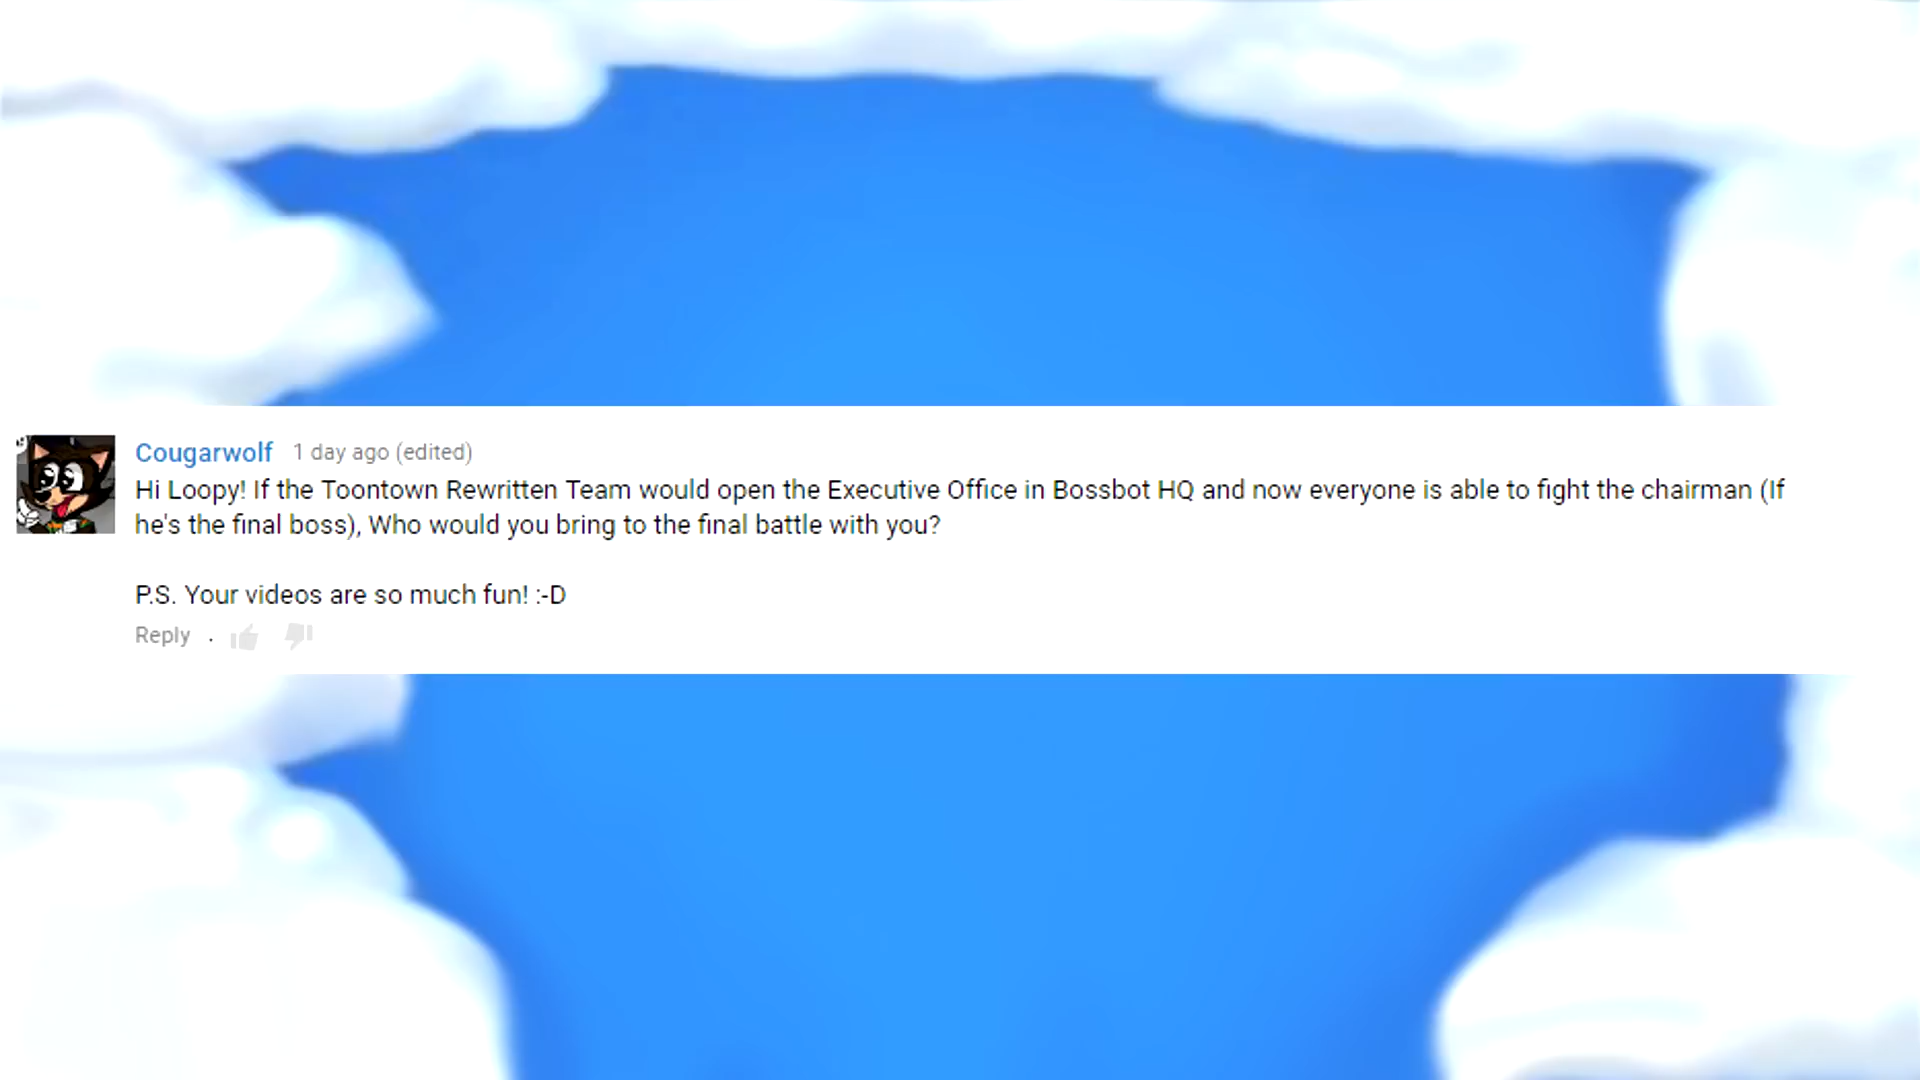 Cougarwolf 1 day ago (edited)
Hi Loopy! If the Toontown Rewritten Team would open the Executive Office in Bossbot HQ and now everyone is able to fight the chairman (If
he's the final boss), Who would you bring to the final battle with you?
P.S. Your videos are so much fun! :-D
Reply .